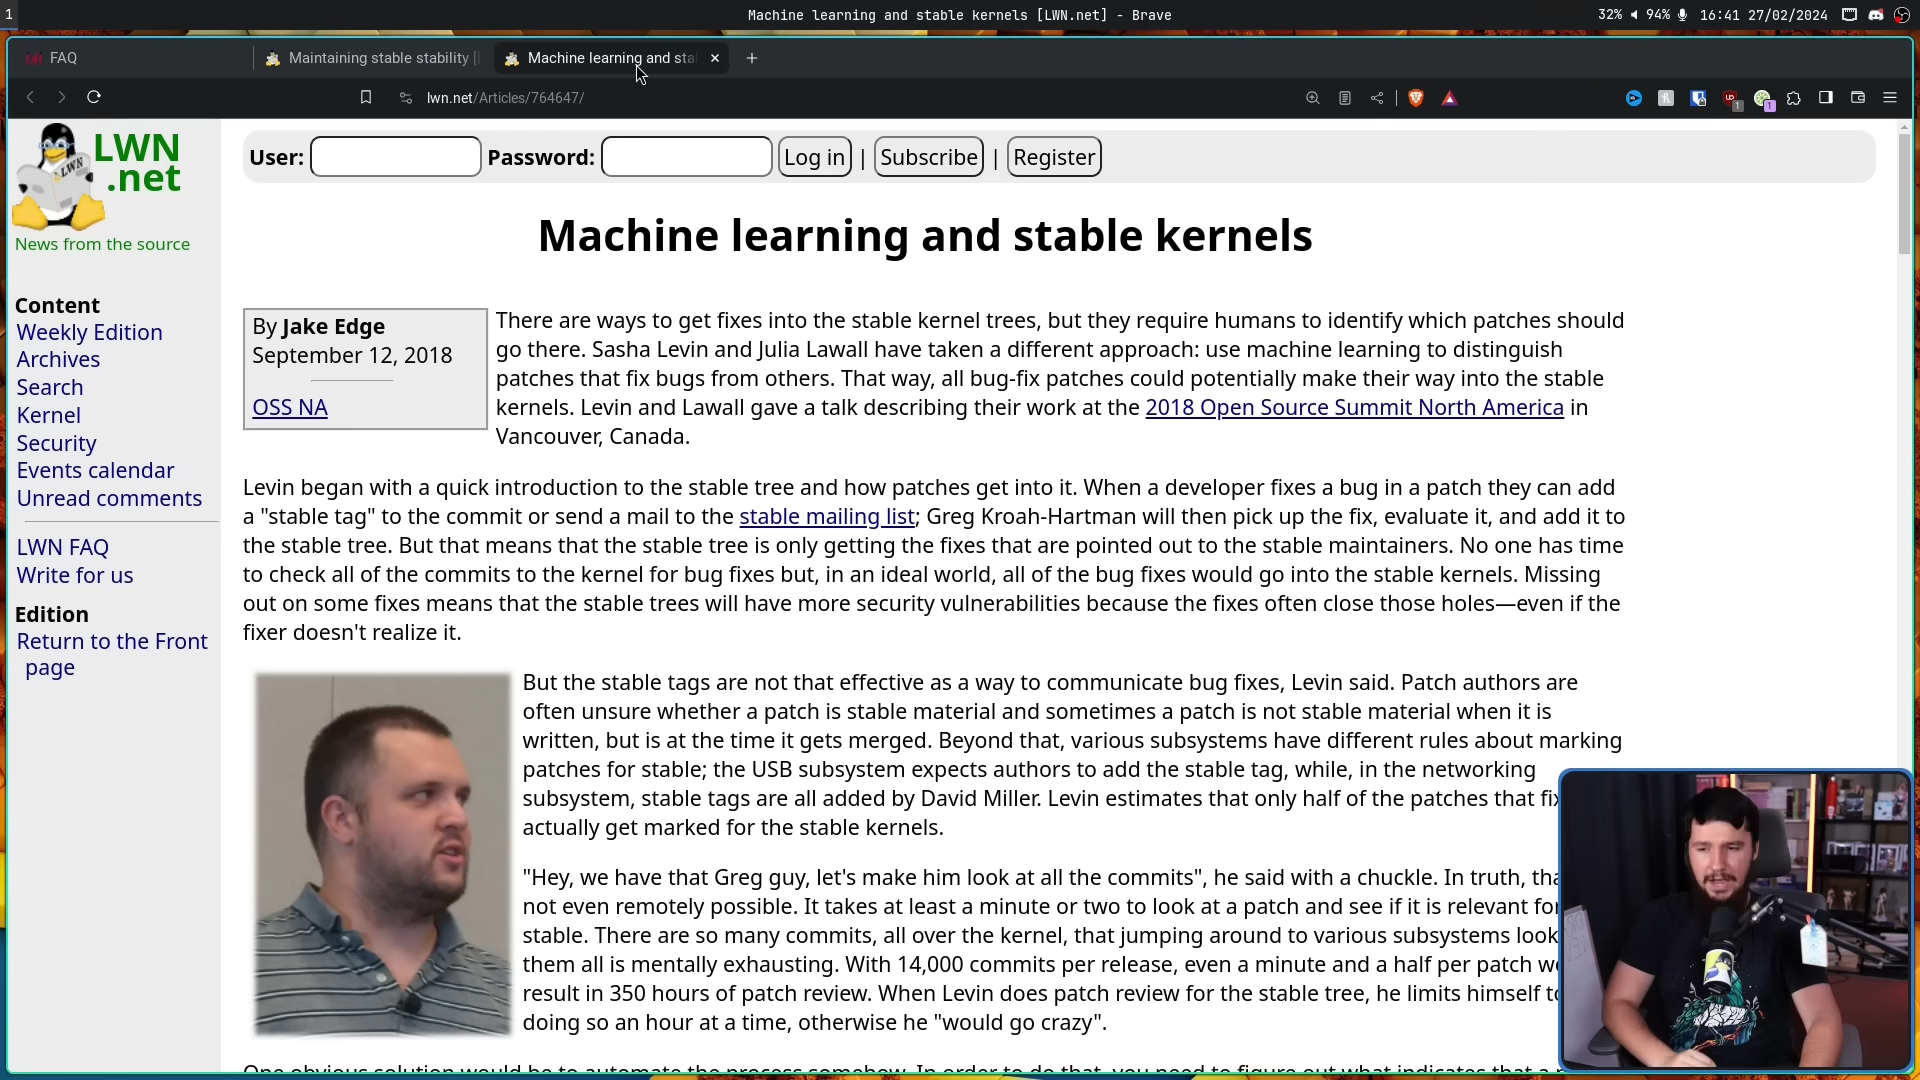 1
Machine learning and stable kernels [LWN.net] - Brave
32% 94% 16:41 27/02/2024
FAQ
Maintaining stable stability [
Machine learning and sta
lwn.net/Articles/764647/
LWN
.net
News from the source
User: Password: Log in | Subscribe | Register
Machine learning and stable kernels
Content
Weekly Edition
Archives
Search
Kernel
Security
Events calendar
Unread comments
LWN FAQ
Write for us
Edition
Return to the Front
page
By Jake Edge
September 12, 2018
OSS NA
There are ways to get fixes into the stable kernel trees, but they require humans to identify which patches should
go there. Sasha Levin and Julia Lawall have taken a different approach: use machine learning to distinguish
patches that fix bugs from others. That way, all bug-fix patches could potentially make their way into the stable
kernels. Levin and Lawall gave a talk describing their work at the 2018 Open Source Summit North America in
Vancouver, Canada.
Levin began with a quick introduction to the stable tree and how patches get into it. When a developer fixes a bug in a patch they can add
a "stable tag" to the commit or send a mail to the stable mailing list; Greg Kroah-Hartman will then pick up the fix, evaluate it, and add it to
the stable tree. But that means that the stable tree is only getting the fixes that are pointed out to the stable maintainers. No one has time
to check all of the commits to the kernel for bug fixes but, in an ideal world, all of the bug fixes would go into the stable kernels. Missing
out on some fixes means that the stable trees will have more security vulnerabilities because the fixes often close those holes—even if the
fixer doesn't realize it.
But the stable tags are not that effective as a way to communicate bug fixes, Levin said. Patch authors are
often unsure whether a patch is stable material and sometimes a patch is not stable material when it is
written, but is at the time it gets merged. Beyond that, various subsystems have different rules about marking
patches for stable; the USB subsystem expects authors to add the stable tag, while, in the networking
subsystem, stable tags are all added by David Miller. Levin estimates that only half of the patches that fix
actually get marked for the stable kernels.
"Hey, we have that Greg guy, let's make him look at all the commits", he said with a chuckle. In truth, tha
not even remotely possible. It takes at least a minute or two to look at a patch and see if it is relevant for
stable. There are so many commits, all over the kernel, that jumping around to various subsystems look
them all is mentally exhausting. With 14,000 commits per release, even a minute and a half per patch w
result in 350 hours of patch review. When Levin does patch review for the stable tree, he limits himself to
doing so an hour at a time, otherwise he "would go crazy".
One obvious solution would be to automate the process somehow. In order to do that, you need to figure out what indicates that a